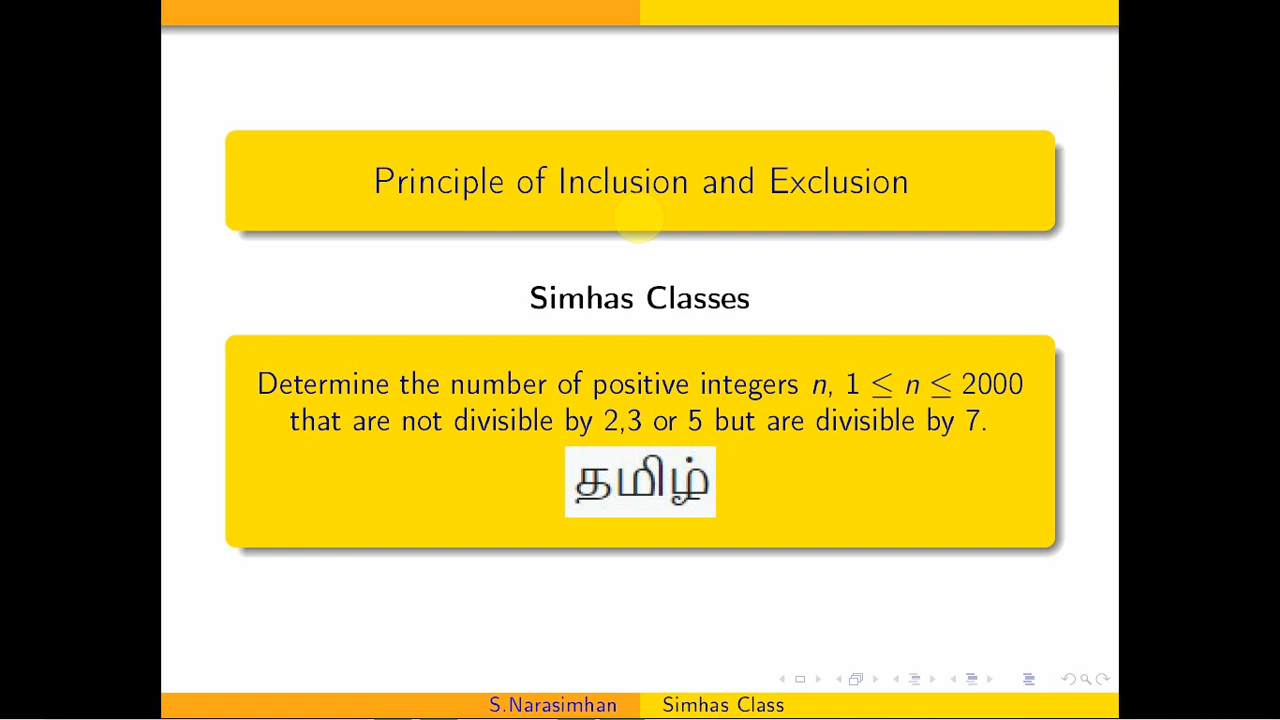 Principle of Inclusion and Exclusion
Simhas Classes
Determine the number of positive integers n, 1 ≤ n ≤ 2000
that are not divisible by 2,3 or 5 but are divisible by 7.
தமிழ்
S.Narasimhan Simhas Class